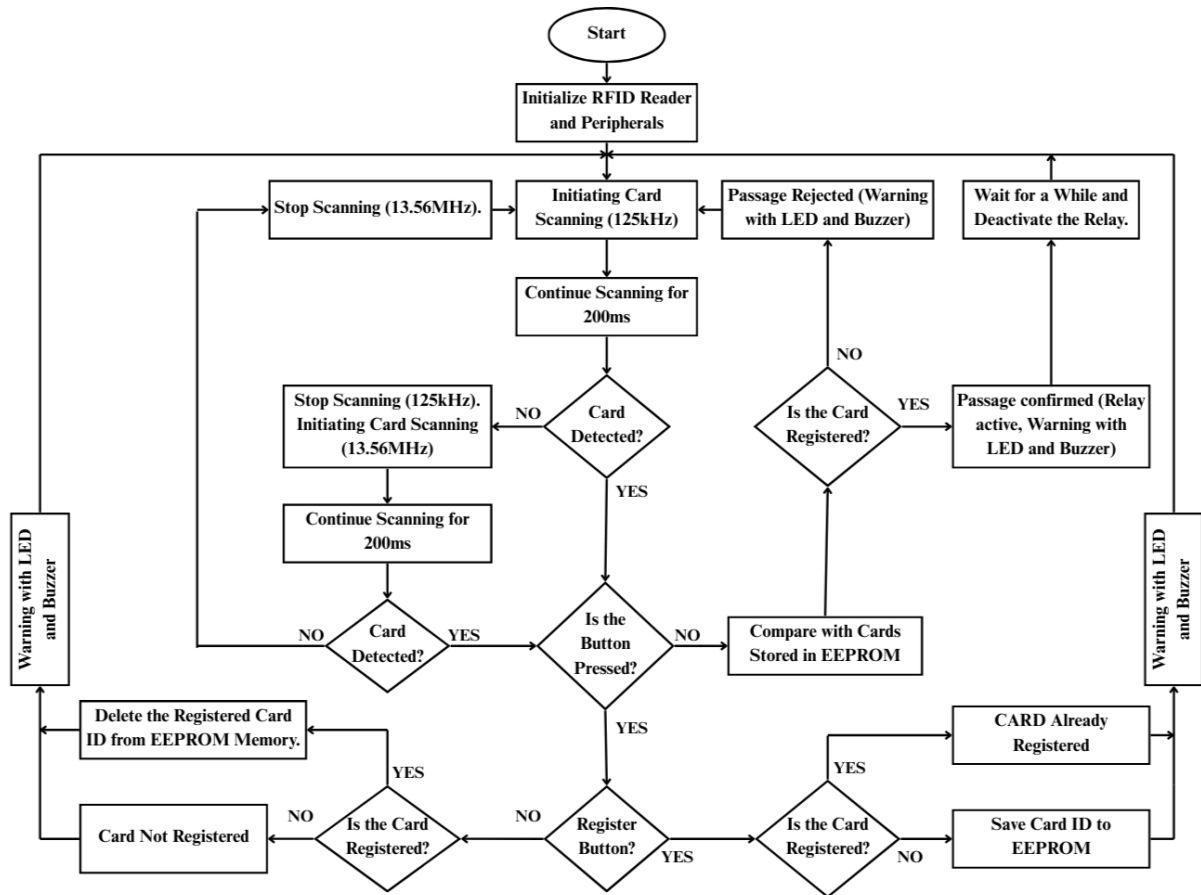 Start
Initialize RFID Reader
and Peripherals
Stop Scanning (13.56MHz).
Initiating Card
Scanning (125kHz)
Passage Rejected (Warning
with LED and Buzzer)
Wait for a While and
Deactivate the Relay.
Continue Scanning for
200ms
NO
Stop Scanning (125kHz).
Initiating Card Scanning
(13.56MHz)
NO
Card
Detected?
Is the Card
Registered?
YES
Passage confirmed (Relay
active, Warning with
LED and Buzzer)
YES
Continue Scanning for
200ms
Warning with LED
and Buzzer
Warning with LED
and Buzzer
NO
Card
Detected?
YES
Is the
Button
Pressed?
NO
Compare with Cards
Stored in EEPROM
Delete the Registered Card
ID from EEPROM Memory.
YES
CARD Already
Registered
YES
YES
NO
Card Not Registered
Is the Card
Registered?
NO
Register
Button?
YES
Is the Card
Registered?
NO
Save Card ID to
EEPROM